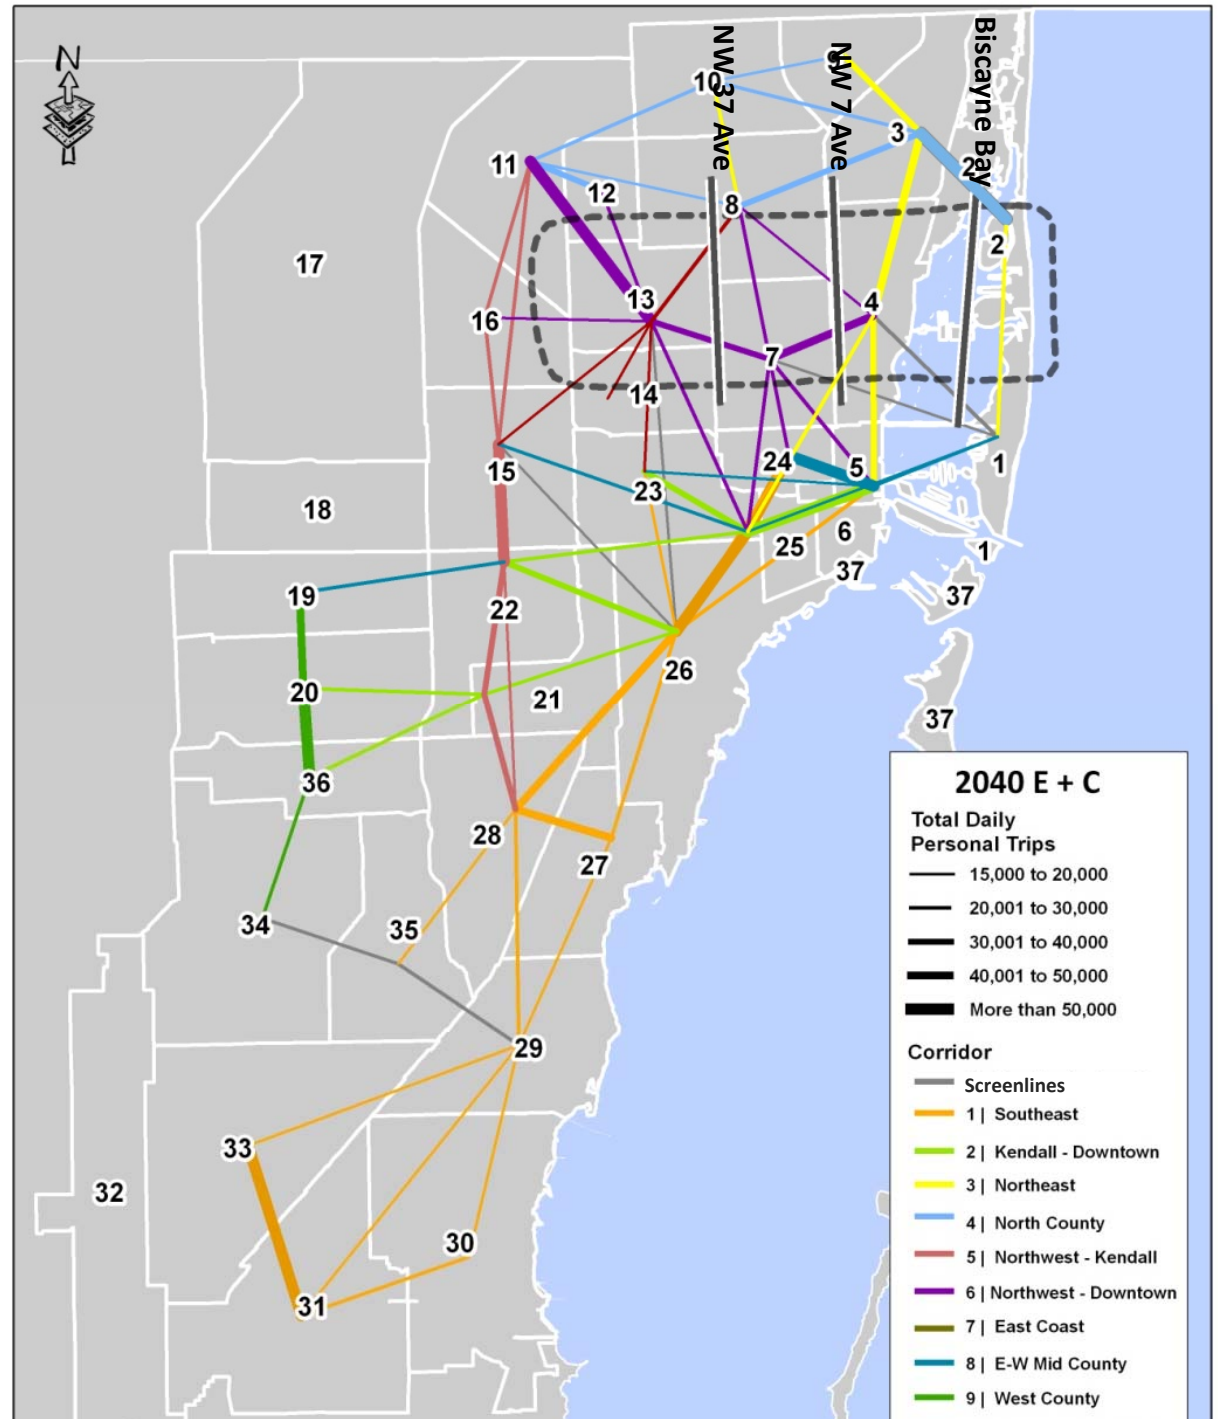 N
NW 37 Ave
NW 7 Ave
Biscayne Bay
9
10
3
2
11
12
8
2
17
13
4
16
7
14
15
24
5
1
23
18
6
25
1
37
37
19
22
26
20
21
37
36
28
27
34
35
29
33
32
30
31
2040 E + C
Total Daily
Personal Trips
15,000 to 20,000
20,001 to 30,000
30,001 to 40,000
40,001 to 50,000
More than 50,000
Corridor
Screenlines
1 | Southeast
2 | Kendall - Downtown
3 | Northeast
4 | North County
5 | Northwest - Kendall
6 | Northwest - Downtown
7 | East Coast
8 | E-W Mid County
9 | West County